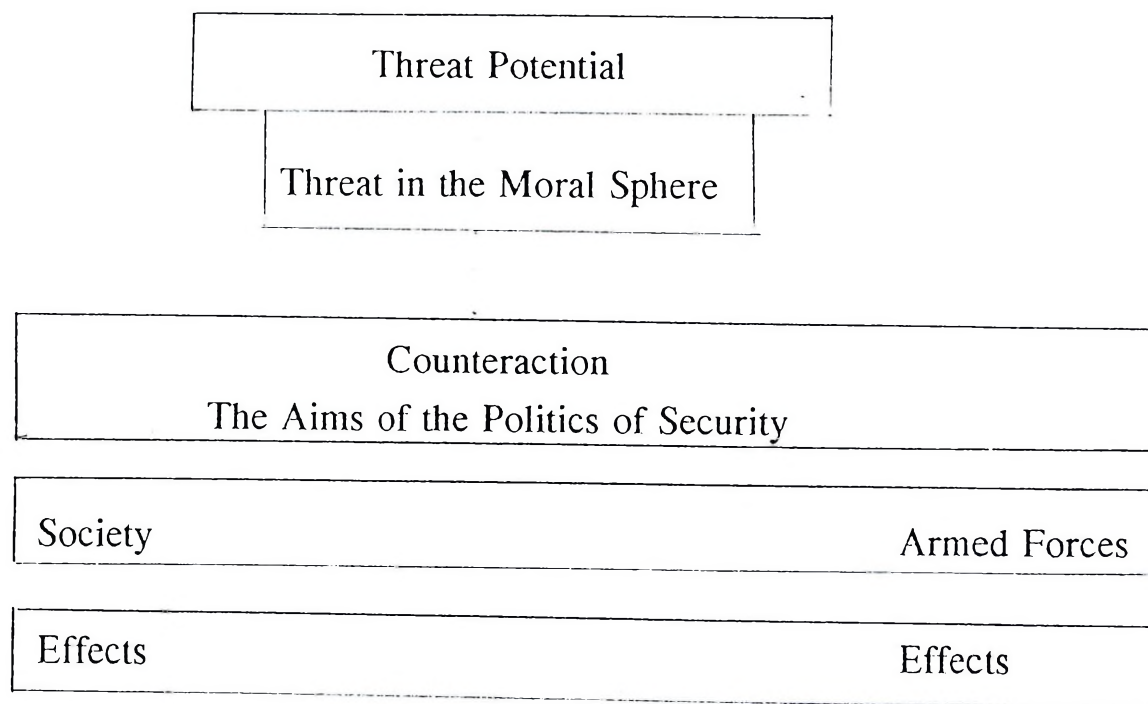 Threat Potential
Threat in the Moral Sphere
Counteraction
The Aims of the Politics of Security
Society Armed Forces
Effects Effects